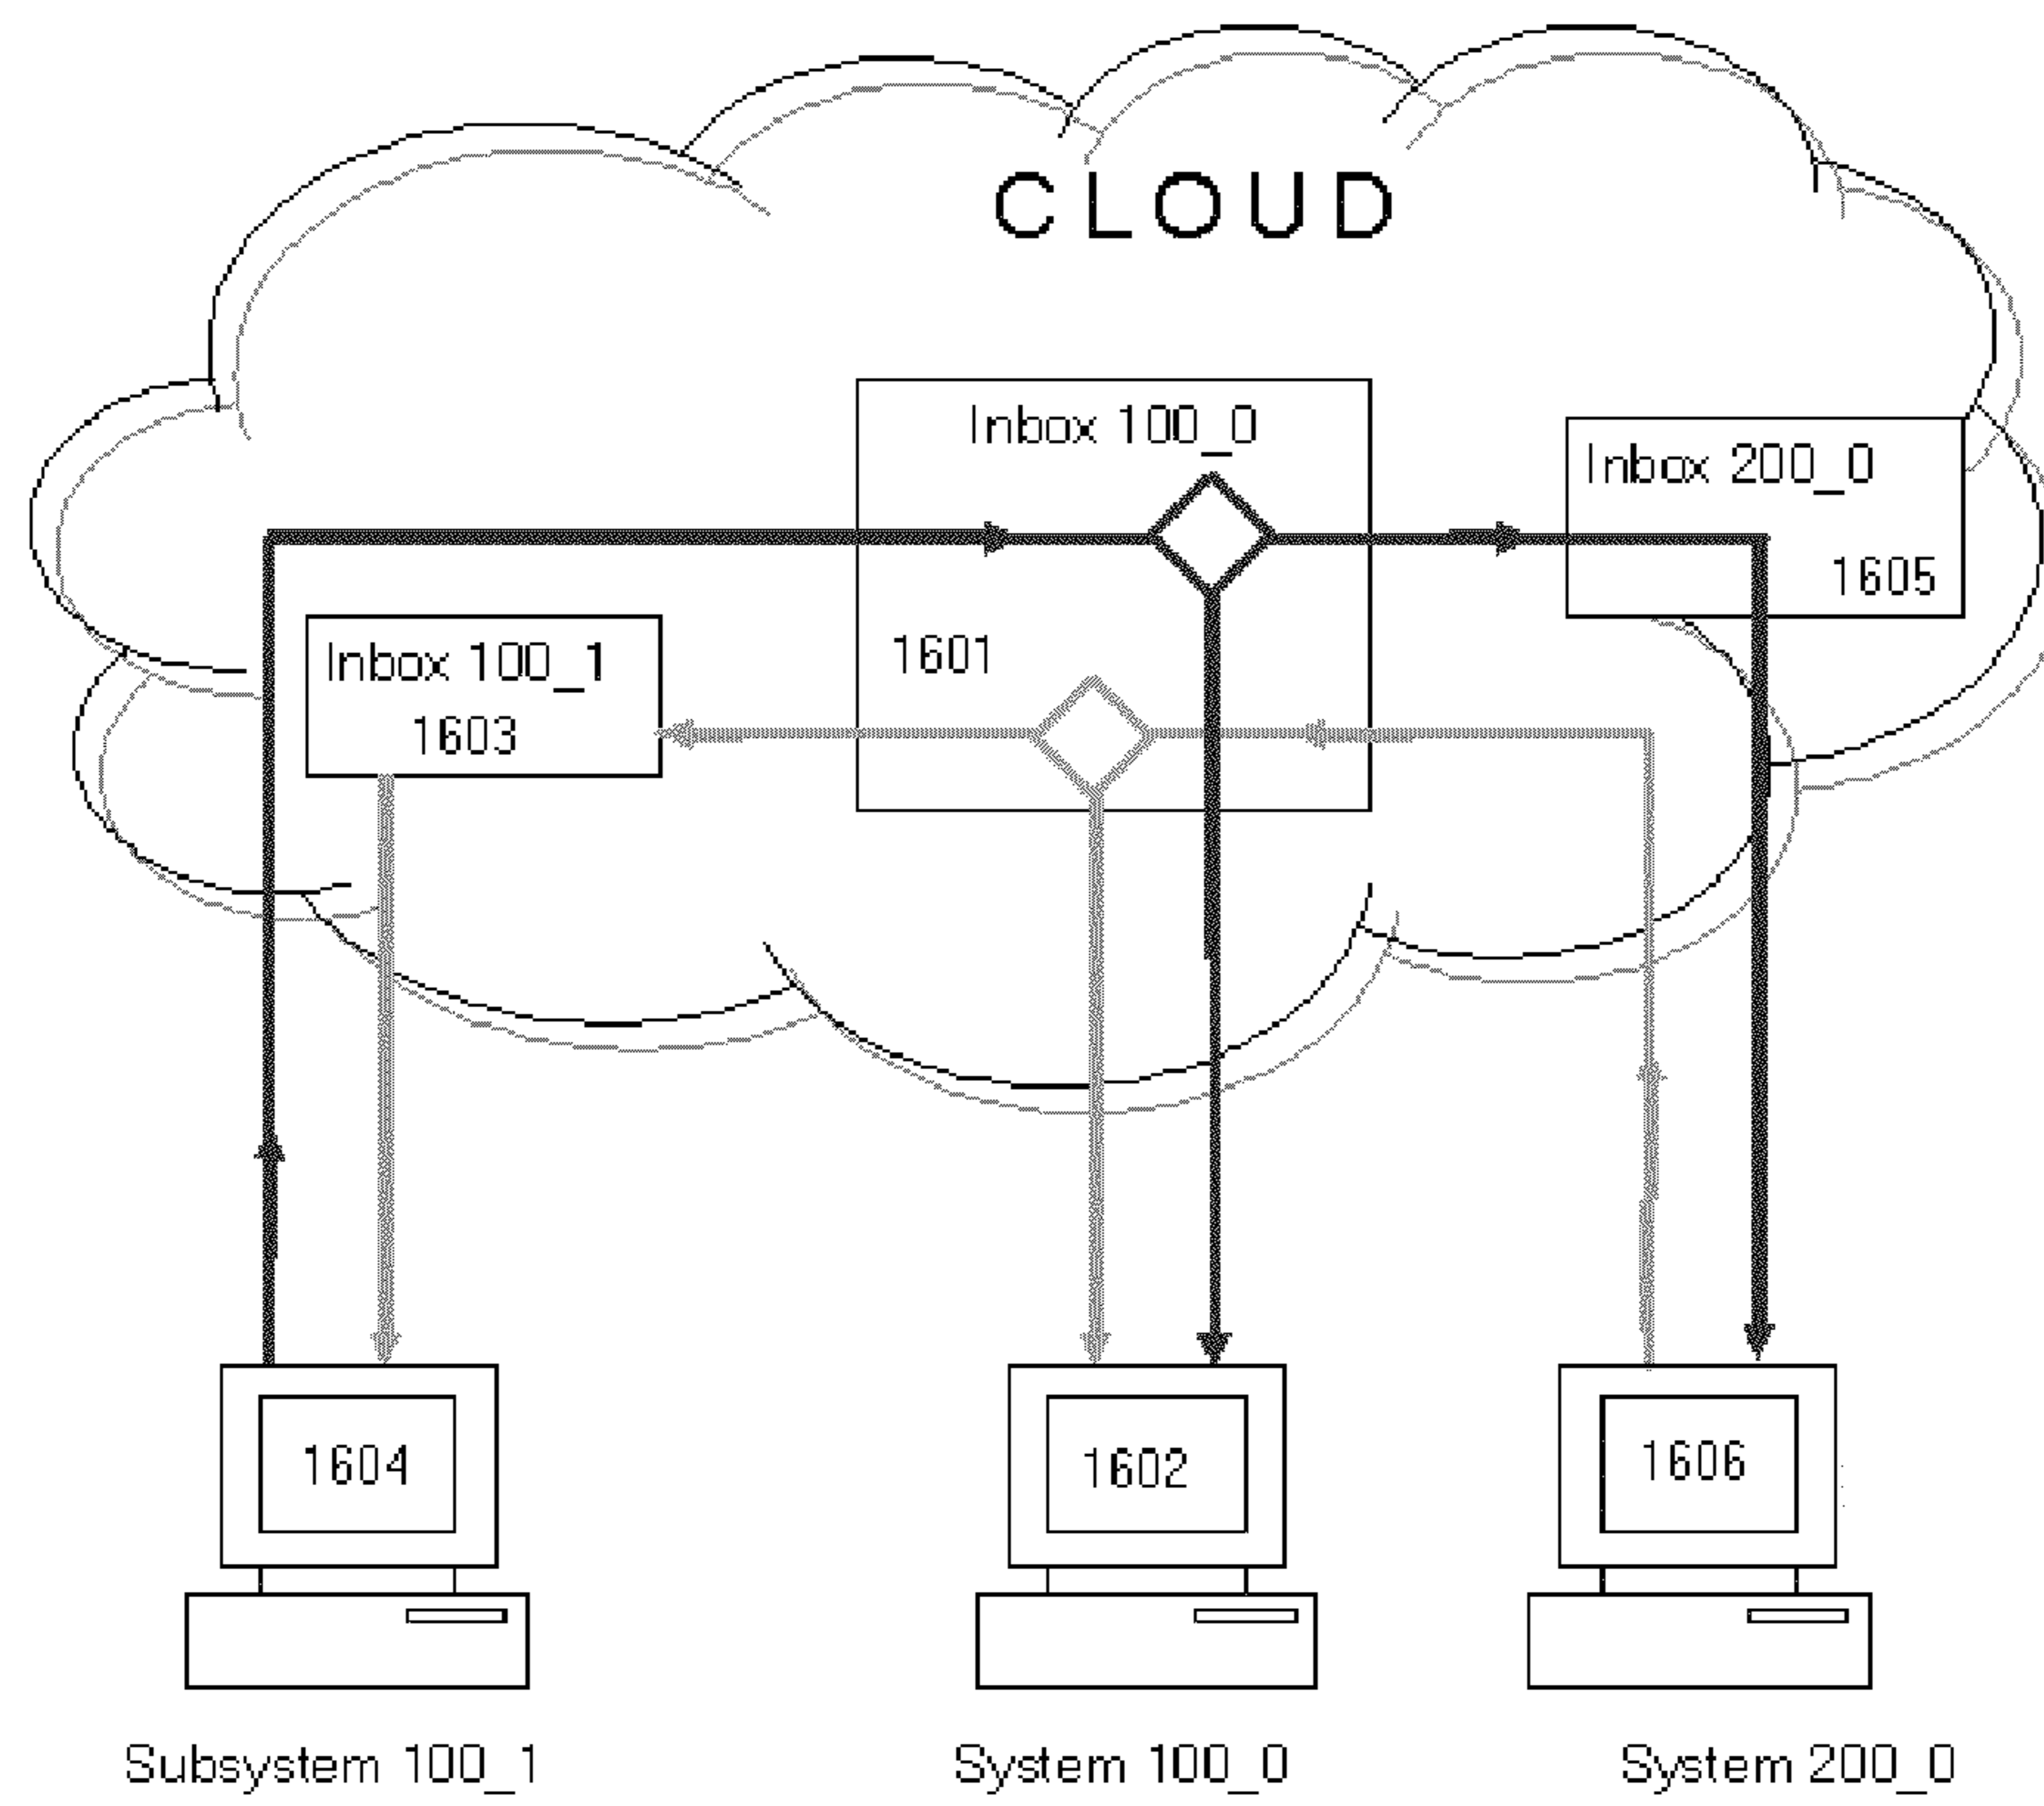 CLOUD
Inbox 100_0
Inbox 200_0
1605
1601
Inbox 100_1
1603
1604
1602
1606
Subsystem 100_1
System 100_0
System 200_0